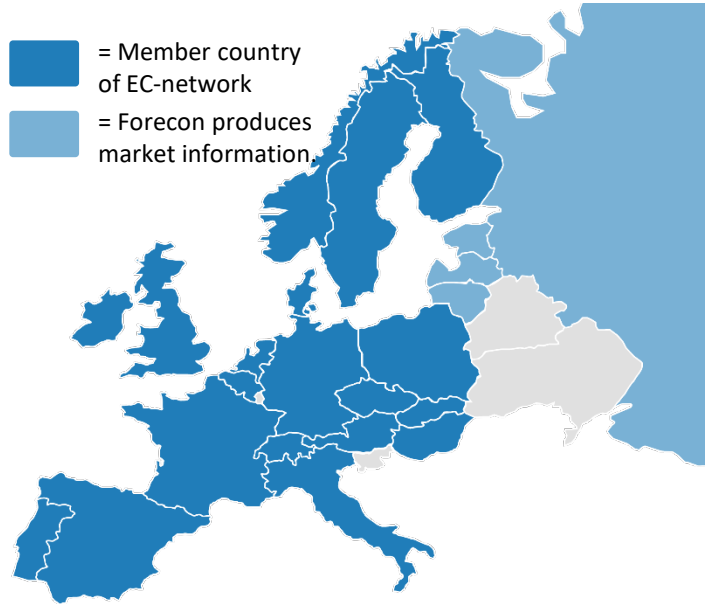 = Member country
of EC-network
= Forecon produces
market information.